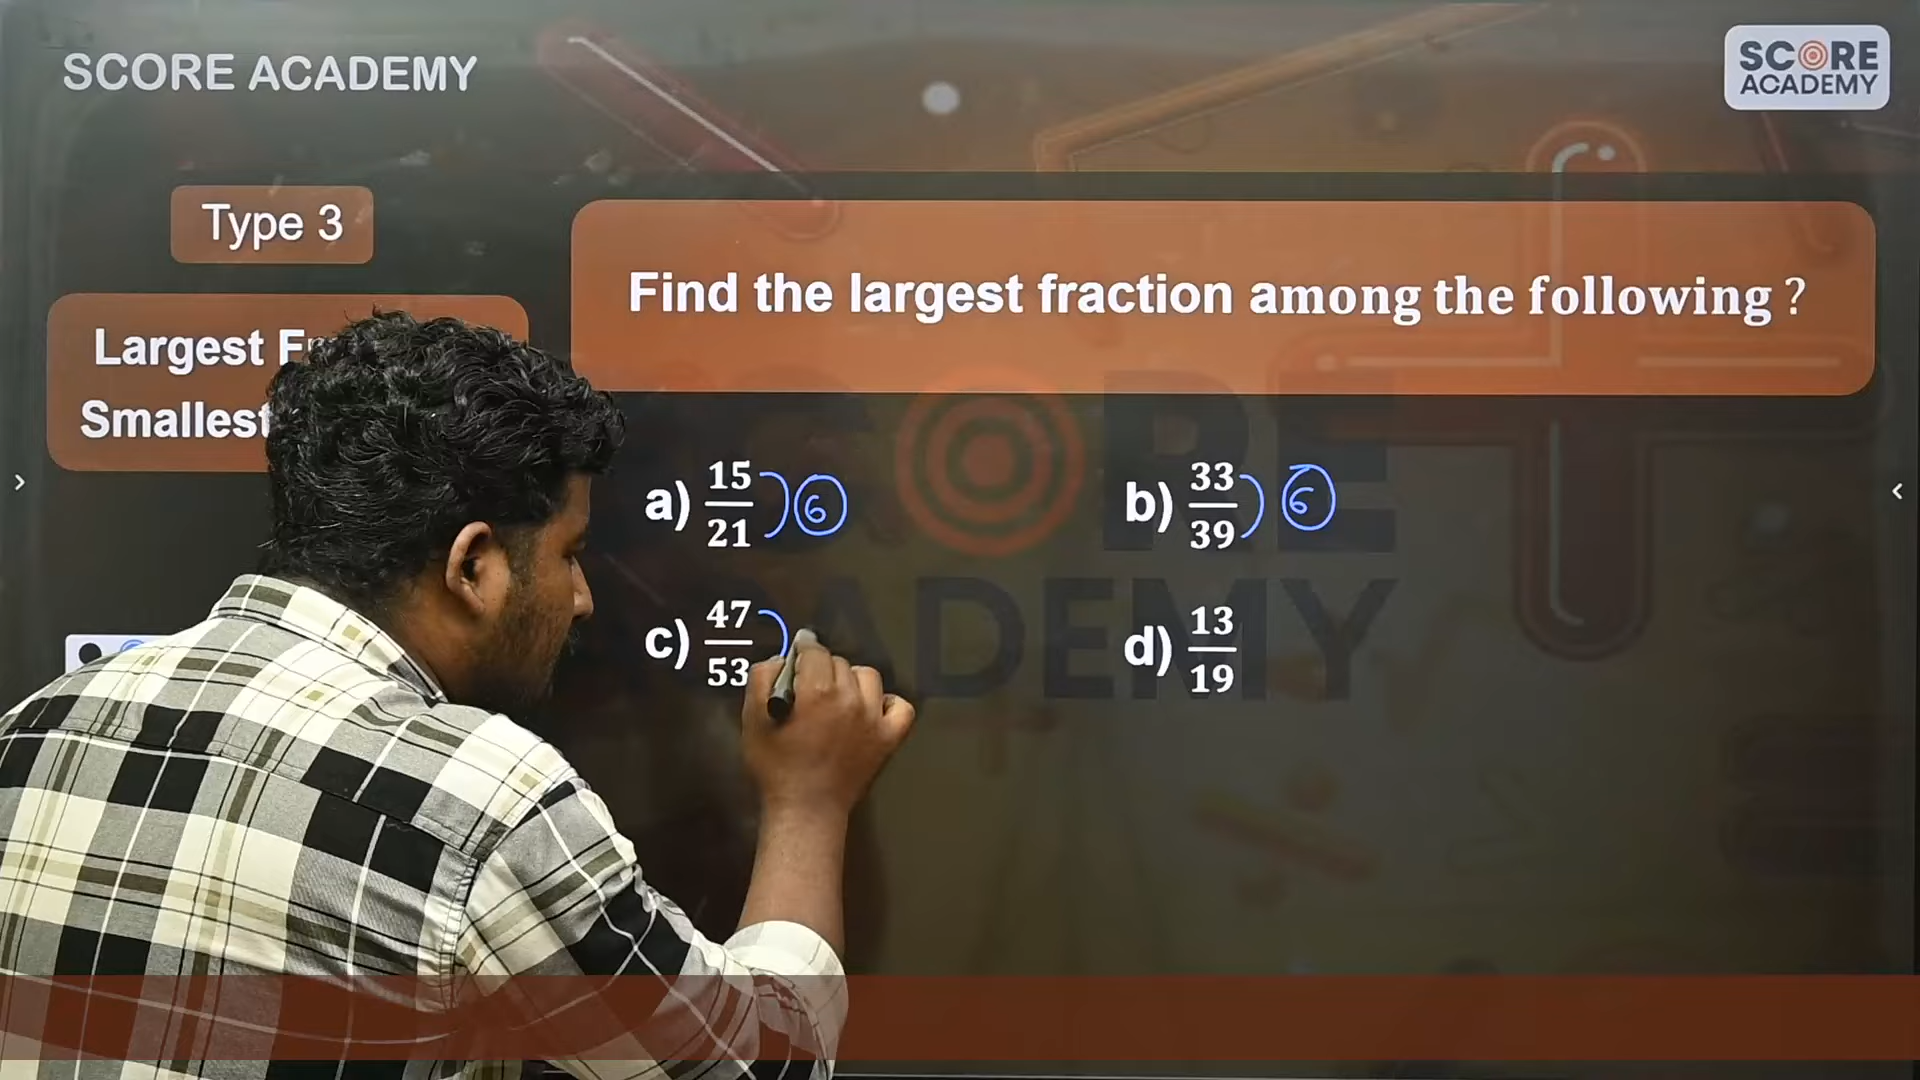 SCORE ACADEMY
SCORE
ACADEMY
Type 3
Find the largest fraction among the following ?
Largest
Smallest
a) 15/21 6
b) 33/39 6
c) 47/53
d) 13/19